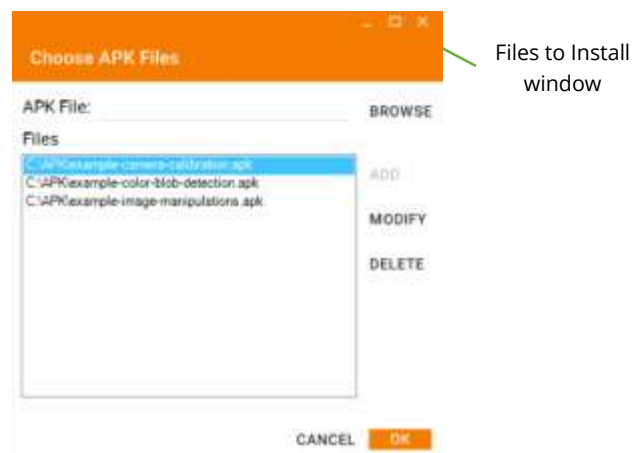 Choose APK Files
Files to Install
window
APK File:
BROWSE
Files
C:\APK\example-camera-calibration.apk
ADD
C:\APK\example-color-blob-detection.apk
C:\APK\example-image-manipulations.apk
MODIFY
DELETE
CANCEL
OK